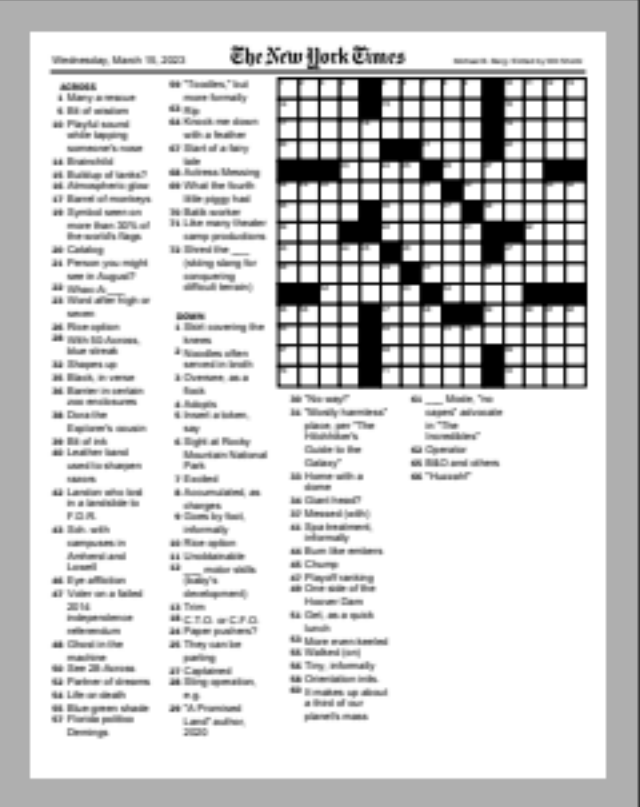 Wednesday, March 15, 2023
The New York Times
ACROSS
1 Many a rescue
5 Bit of wisdom
10 Playful sound
while tapping
someone's nose
14 Brainchild
15 Buildup of tanks?
16 Atmospheric glow
17 Barrel of monkeys
19 Symbol seen on
more than 30% of
the world's flags
20 Catalog
21 Person you might
see in August?
22 When A: ___
23 Word after high or
seven
26 Rice option
28 With 50-Across,
blue streak
32 Shapes up
35 Black, in verse
36 Barrier in certain
zoo enclosures
38 Dora the
Explorer's cousin
39 Bit of ink
40 Leather band
used to sharpen
razors
42 Landon who lost
in a landslide to
F.D.R.
43 Sch. with
campuses in
Amherst and
Lowell
46 Eye affliction
47 Voter on a failed
2014
independence
referendum
48 Ghost in the
machine
50 See 28-Across
52 Partner of dreams
54 Life or death
55 Blue-green shade
57 Florida politico
Demings
59 "Toodles," but
more formally
63 Rip
64 Knock me down
with a feather
67 Start of a fairy
tale
68 Actress Messing
69 What the fourth
little piggy had
70 Batik worker
71 Like many theater
camp productions
72 Shred the ___
(skiing slang for
conquering
difficult terrain)
DOWN
1 Skirt covering the
knees
2 Noodles often
served in broth
3 Oversee, as a
flock
4 Adopts
5 Insert a token,
say
6 Sight at Rocky
Mountain National
Park
7 Exciled
8 Accumulated, as
charges
9 Goes by foot,
informally
10 Rice option
11 Unobtainable
12 ___ motor skills
(baby's
development)
13 Trim
18 C.T.O. or C.F.O.
24 Paper pushers?
25 They can be
parting
27 Captained
28 Sting operation,
e.g.
29 "A Promised
Land" author,
2020
30 "No way!"
31 "Mostly harmless"
place, per "The
Hitchhiker's
Guide to the
Galaxy"
33 Home with a
dome
34 Giant head?
37 Messed (with)
41 Spa treatment,
informally
44 Burn like embers
45 Chump
47 Playoff ranking
49 One side of the
Hoover Dam
51 Get, as a quick
lunch
53 More even-keeled
55 Walked (on)
56 Tiny, informally
58 Orientation inits.
60 It makes up about
a third of our
planet's mass
61 ___ Mode, "no
capes" advocate
in "The
Incredibles"
62 Operator
65 R&D and others
66 "Huzzah!"